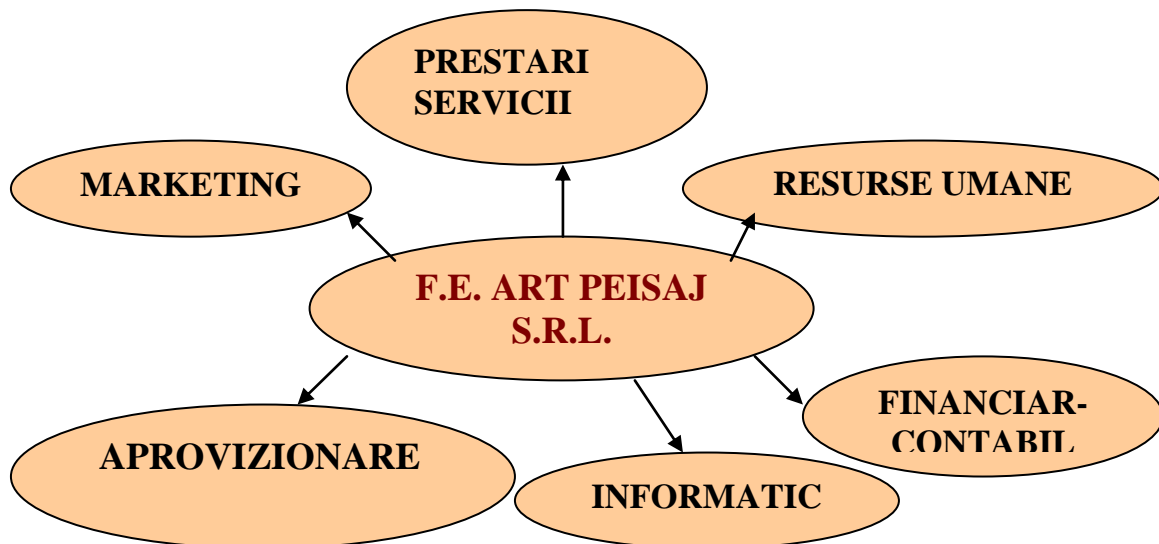 PRESTARI
SERVICII
MARKETING
RESURSE UMANE
F.E. ART PEISAJ
S.R.L.
FINANCIAR-
CONTABIL
APROVIZIONARE
INFORMATIC